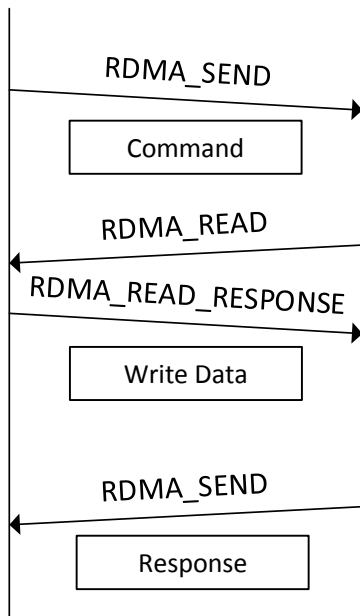 RDMA_SEND
Command
RDMA_READ
RDMA_READ_RESPONSE
Write Data
RDMA_SEND
Response